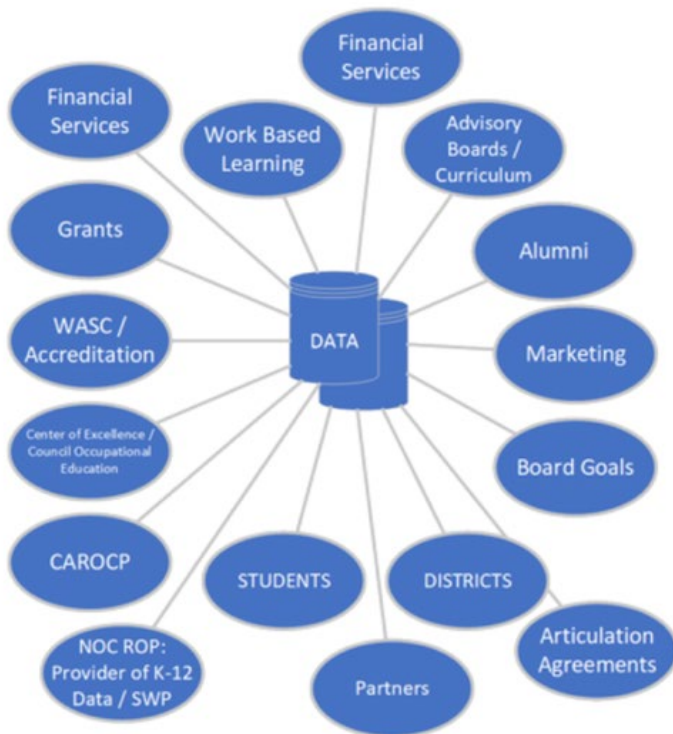 Financial
Services
Financial
Services
Work Based
Learning
Advisory
Boards /
Curriculum
Grants
Alumni
WASC /
Accreditation
DATA
Marketing
Center of Excellence /
Council Occupational
Education
Board Goals
CAROCP
STUDENTS
DISTRICTS
NOC ROP:
Provider of K-12
Data / SWP
Partners
Articulation
Agreements